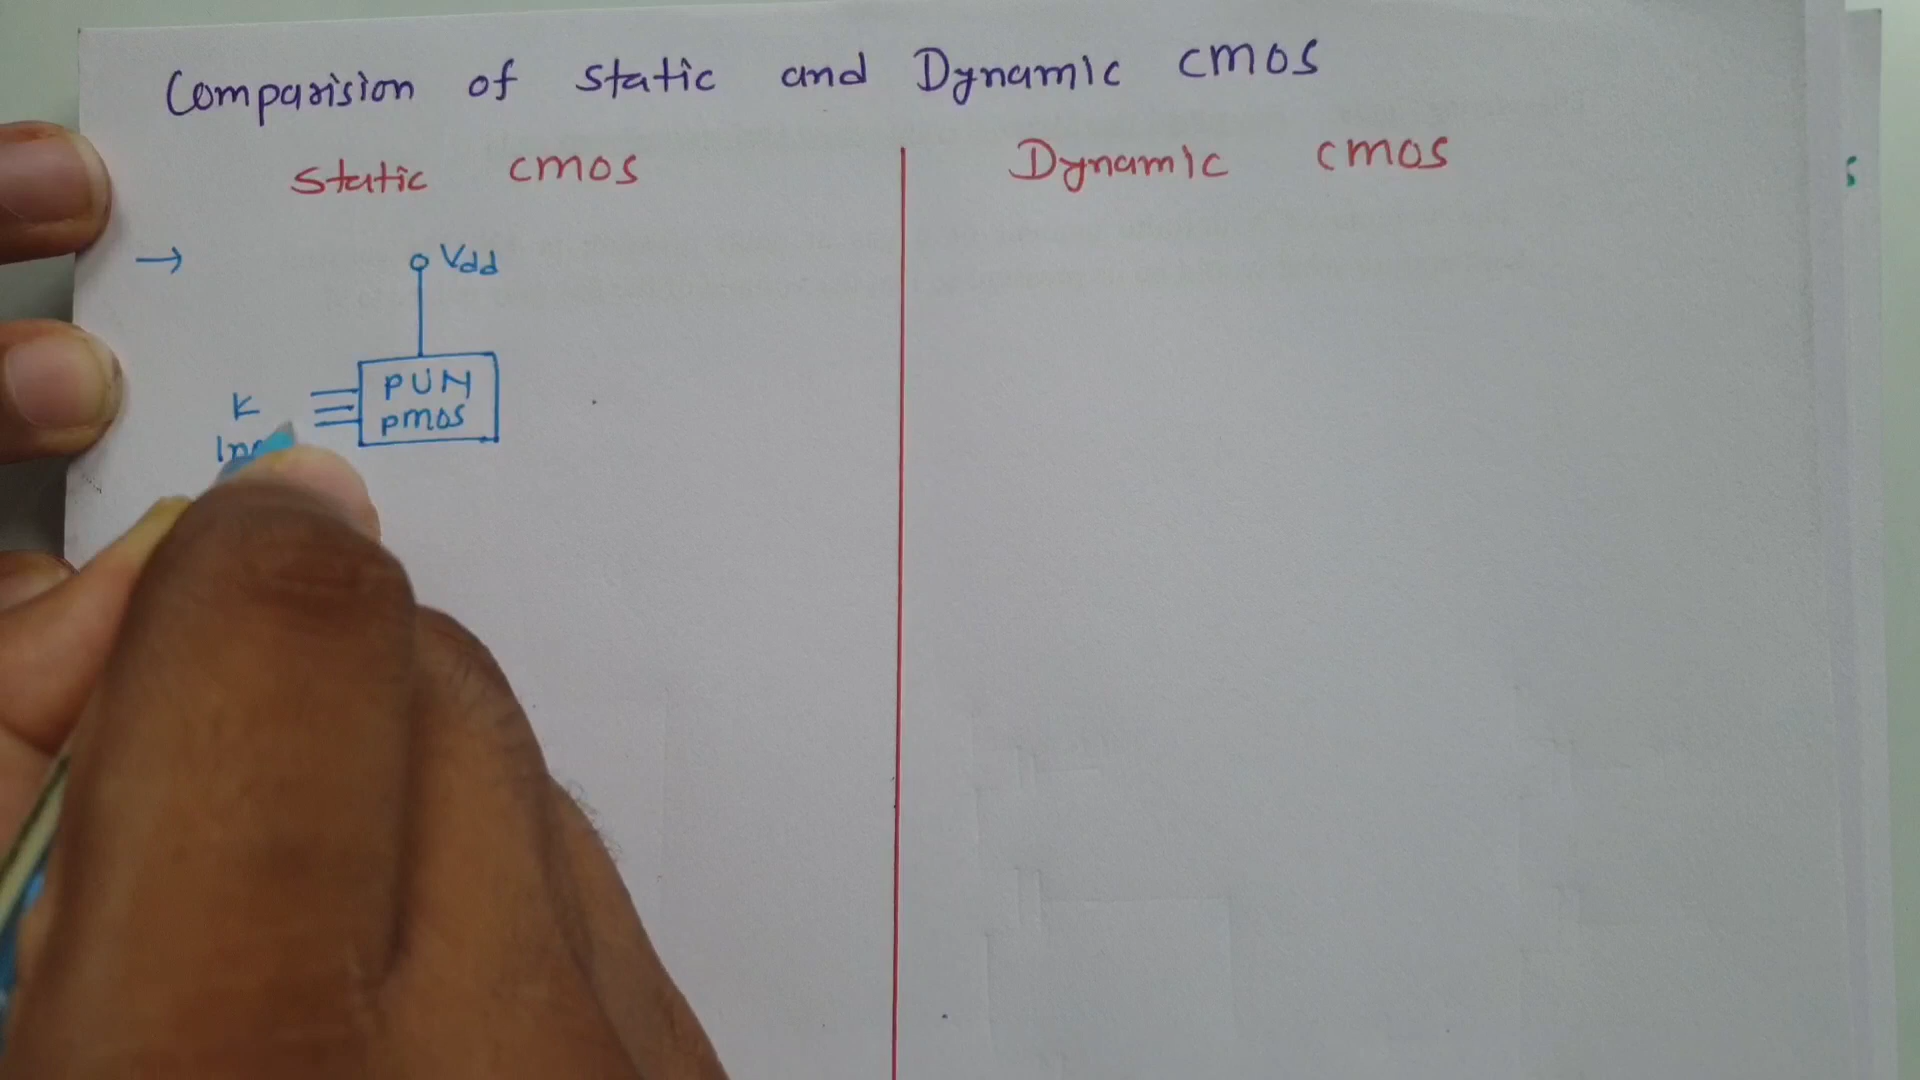 Comparision of static and Dynamic cmos
static cmos
Dynamic cmos
→
Vdd
PUN
pmos
K